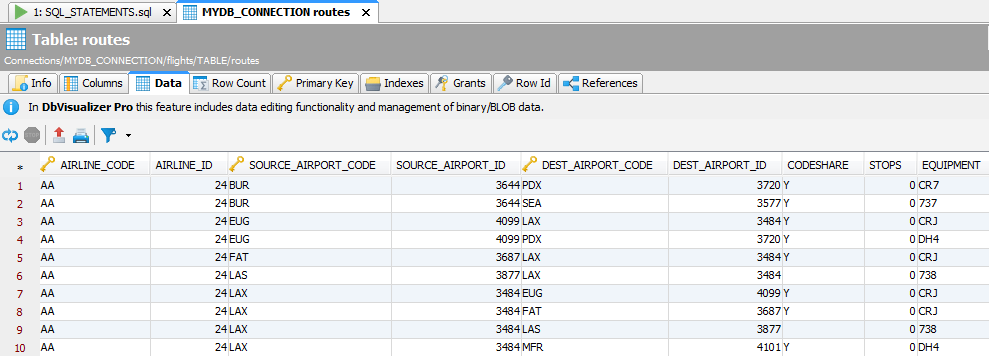 1: SQL_STATEMENTS.sql MYDB_CONNECTION routes
Table: routes
Connections/MYDB_CONNECTION/flights/TABLE/routes
Info Columns Data Row Count Primary Key Indexes Grants Row Id References
In DbVisualizer Pro this feature includes data editing functionality and management of binary/BLOB data.
* AIRLINE_CODE AIRLINE_ID SOURCE_AIRPORT_CODE SOURCE_AIRPORT_ID DEST_AIRPORT_CODE DEST_AIRPORT_ID CODESHARE STOPS EQUIPMENT
1 AA 24 BUR 3644 PDX 3720 Y 0 CR7
2 AA 24 BUR 3644 SEA 3577 Y 0 737
3 AA 24 EUG 4099 LAX 3484 Y 0 CRJ
4 AA 24 EUG 4099 PDX 3720 Y 0 DH4
5 AA 24 FAT 3687 LAX 3484 Y 0 CRJ
6 AA 24 LAS 3877 LAX 3484 0 738
7 AA 24 LAX 3484 EUG 4099 Y 0 CRJ
8 AA 24 LAX 3484 FAT 3687 Y 0 CRJ
9 AA 24 LAX 3484 LAS 3877 0 738
10 AA 24 LAX 3484 MFR 4101 Y 0 DH4